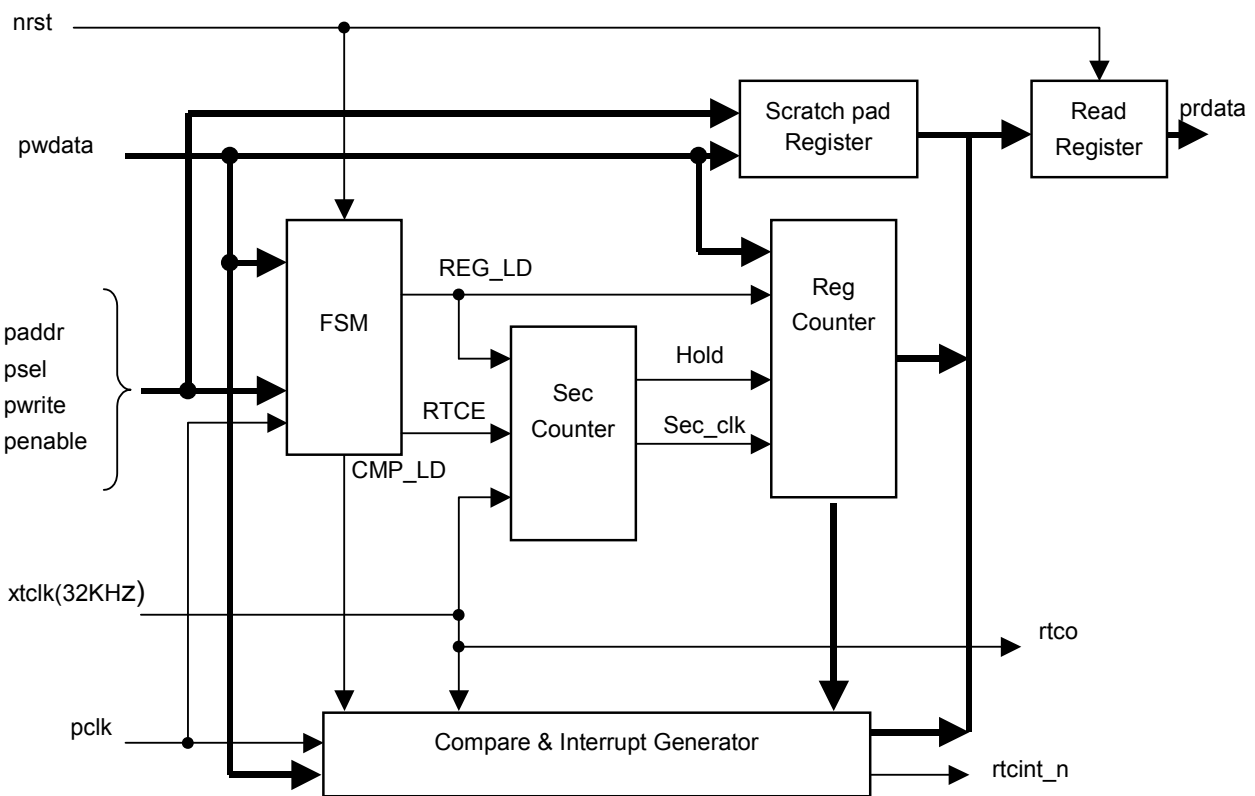 nrst
Scratch pad
Register
Read
Register
prdata
pwdata
REG_LD
FSM
Reg
Counter
paddr
psel
pwrite
penable
Hold
Sec
Counter
RTCE
Sec_clk
CMP_LD
xtclk(32KHz)
rtco
pclk
Compare & Interrupt Generator
rtcint_n